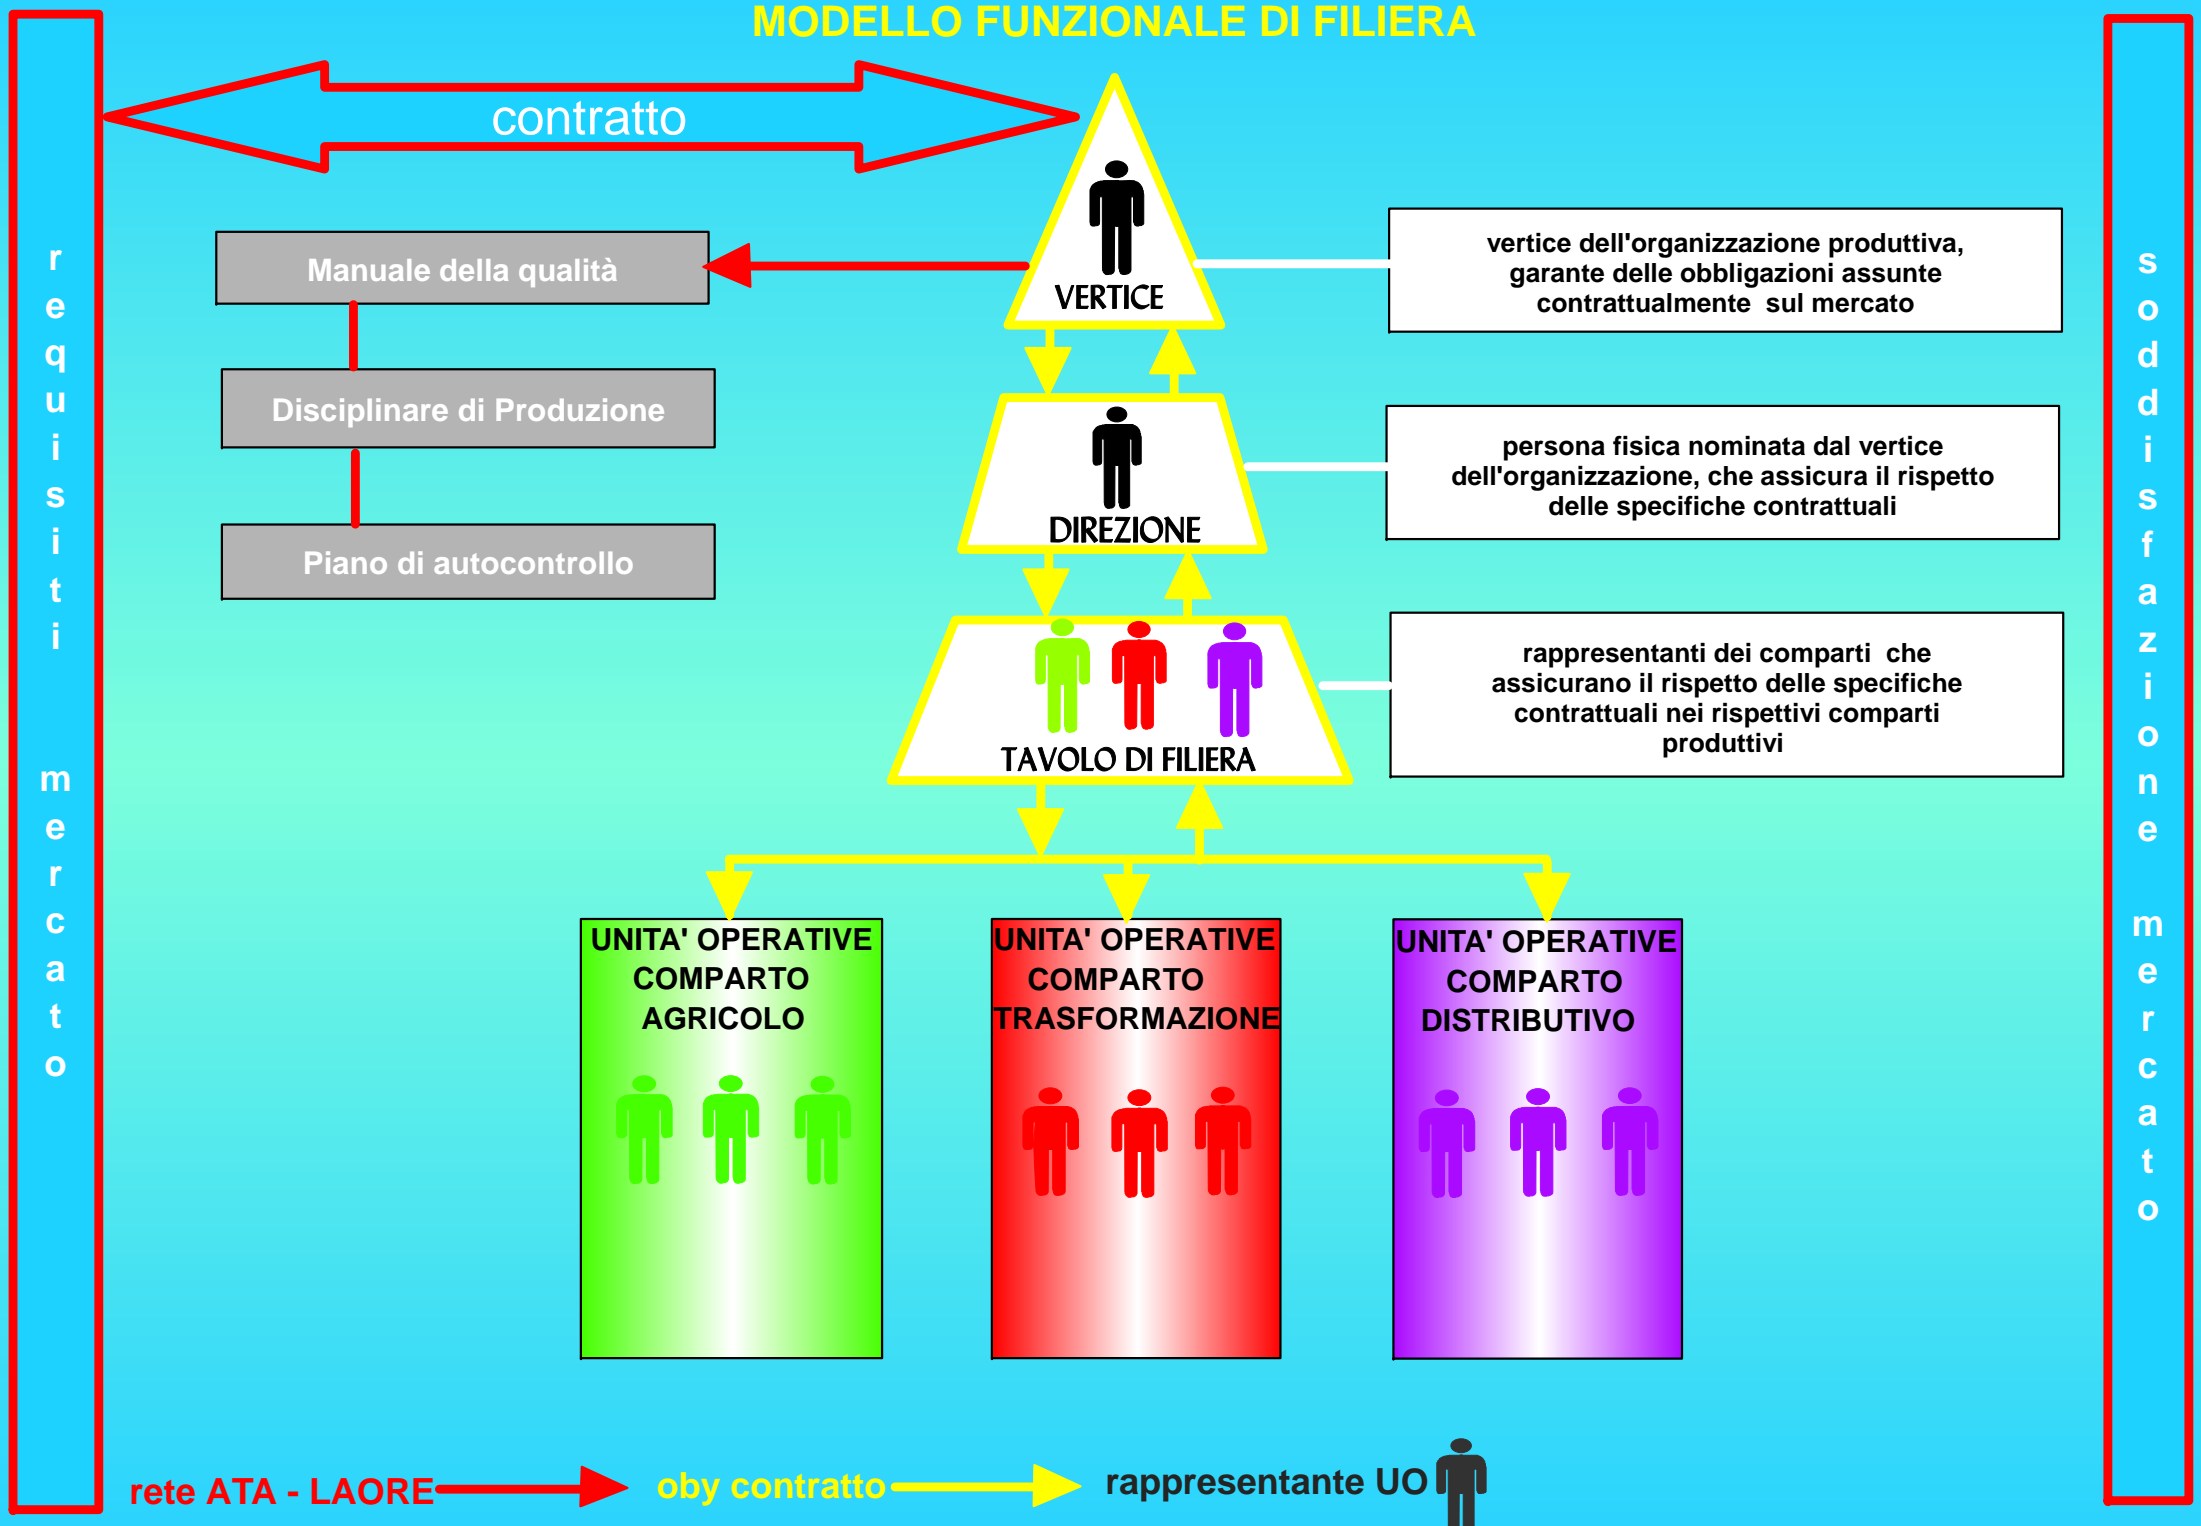 MODELLO FUNZIONALE DI FILIERA
requisiti mercato
contratto
soddisfazione mercato
VERTICE
vertice dell'organizzazione produttiva,
garante delle obbligazioni assunte
contrattualmente sul mercato
Manuale della qualità
Disciplinare di Produzione
Piano di autocontrollo
DIREZIONE
persona fisica nominata dal vertice
dell'organizzazione, che assicura il rispetto
delle specifiche contrattuali
TAVOLO DI FILIERA
rappresentanti dei comparti che
assicurano il rispetto delle specifiche
contrattuali nei rispettivi comparti
produttivi
UNITA' OPERATIVE
COMPARTO
AGRICOLO
UNITA' OPERATIVE
COMPARTO
TRASFORMAZIONE
UNITA' OPERATIVE
COMPARTO
DISTRIBUTIVO
rete ATA - LAORE
oby contratto
rappresentante UO